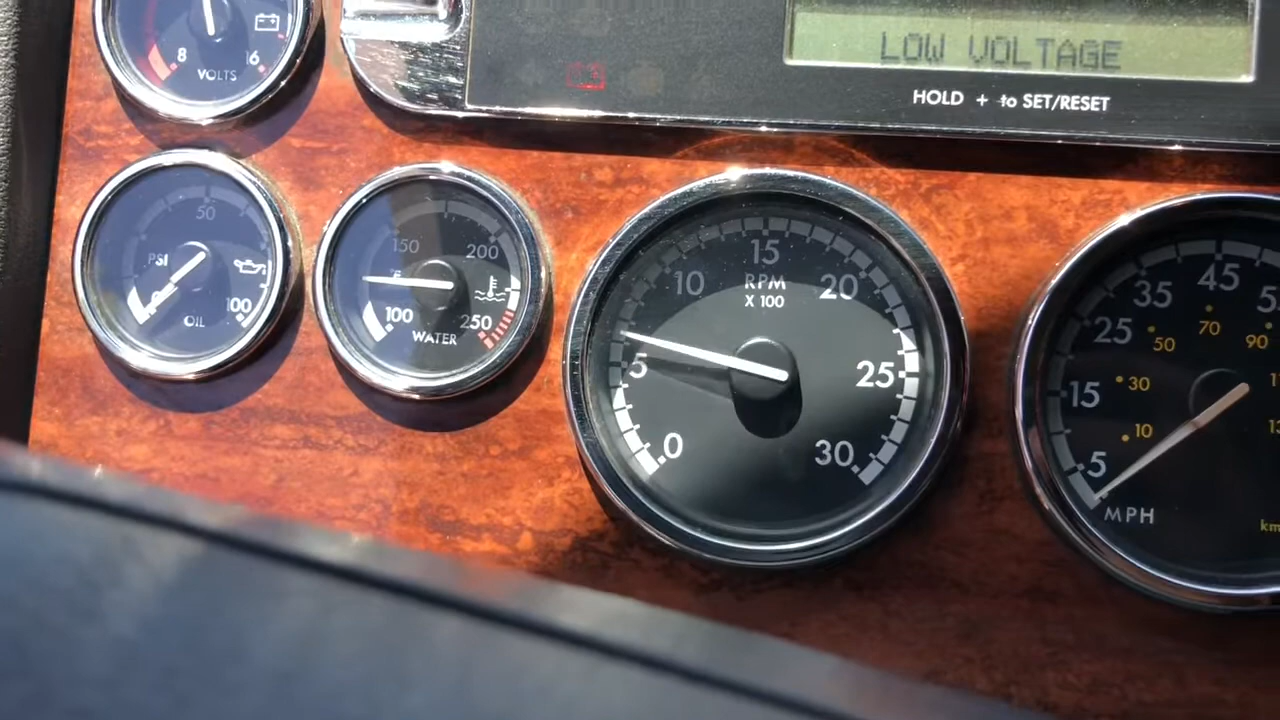 8 16
VOLTS
LOW VOLTAGE
HOLD + to SET/RESET
50
PSI
0
100
OIL
150 200
°F
100 250
WATER
15
10 20
RPM
X 100
5 25
0 30
45
35
25
15
5
70
50 90
30
10
MPH